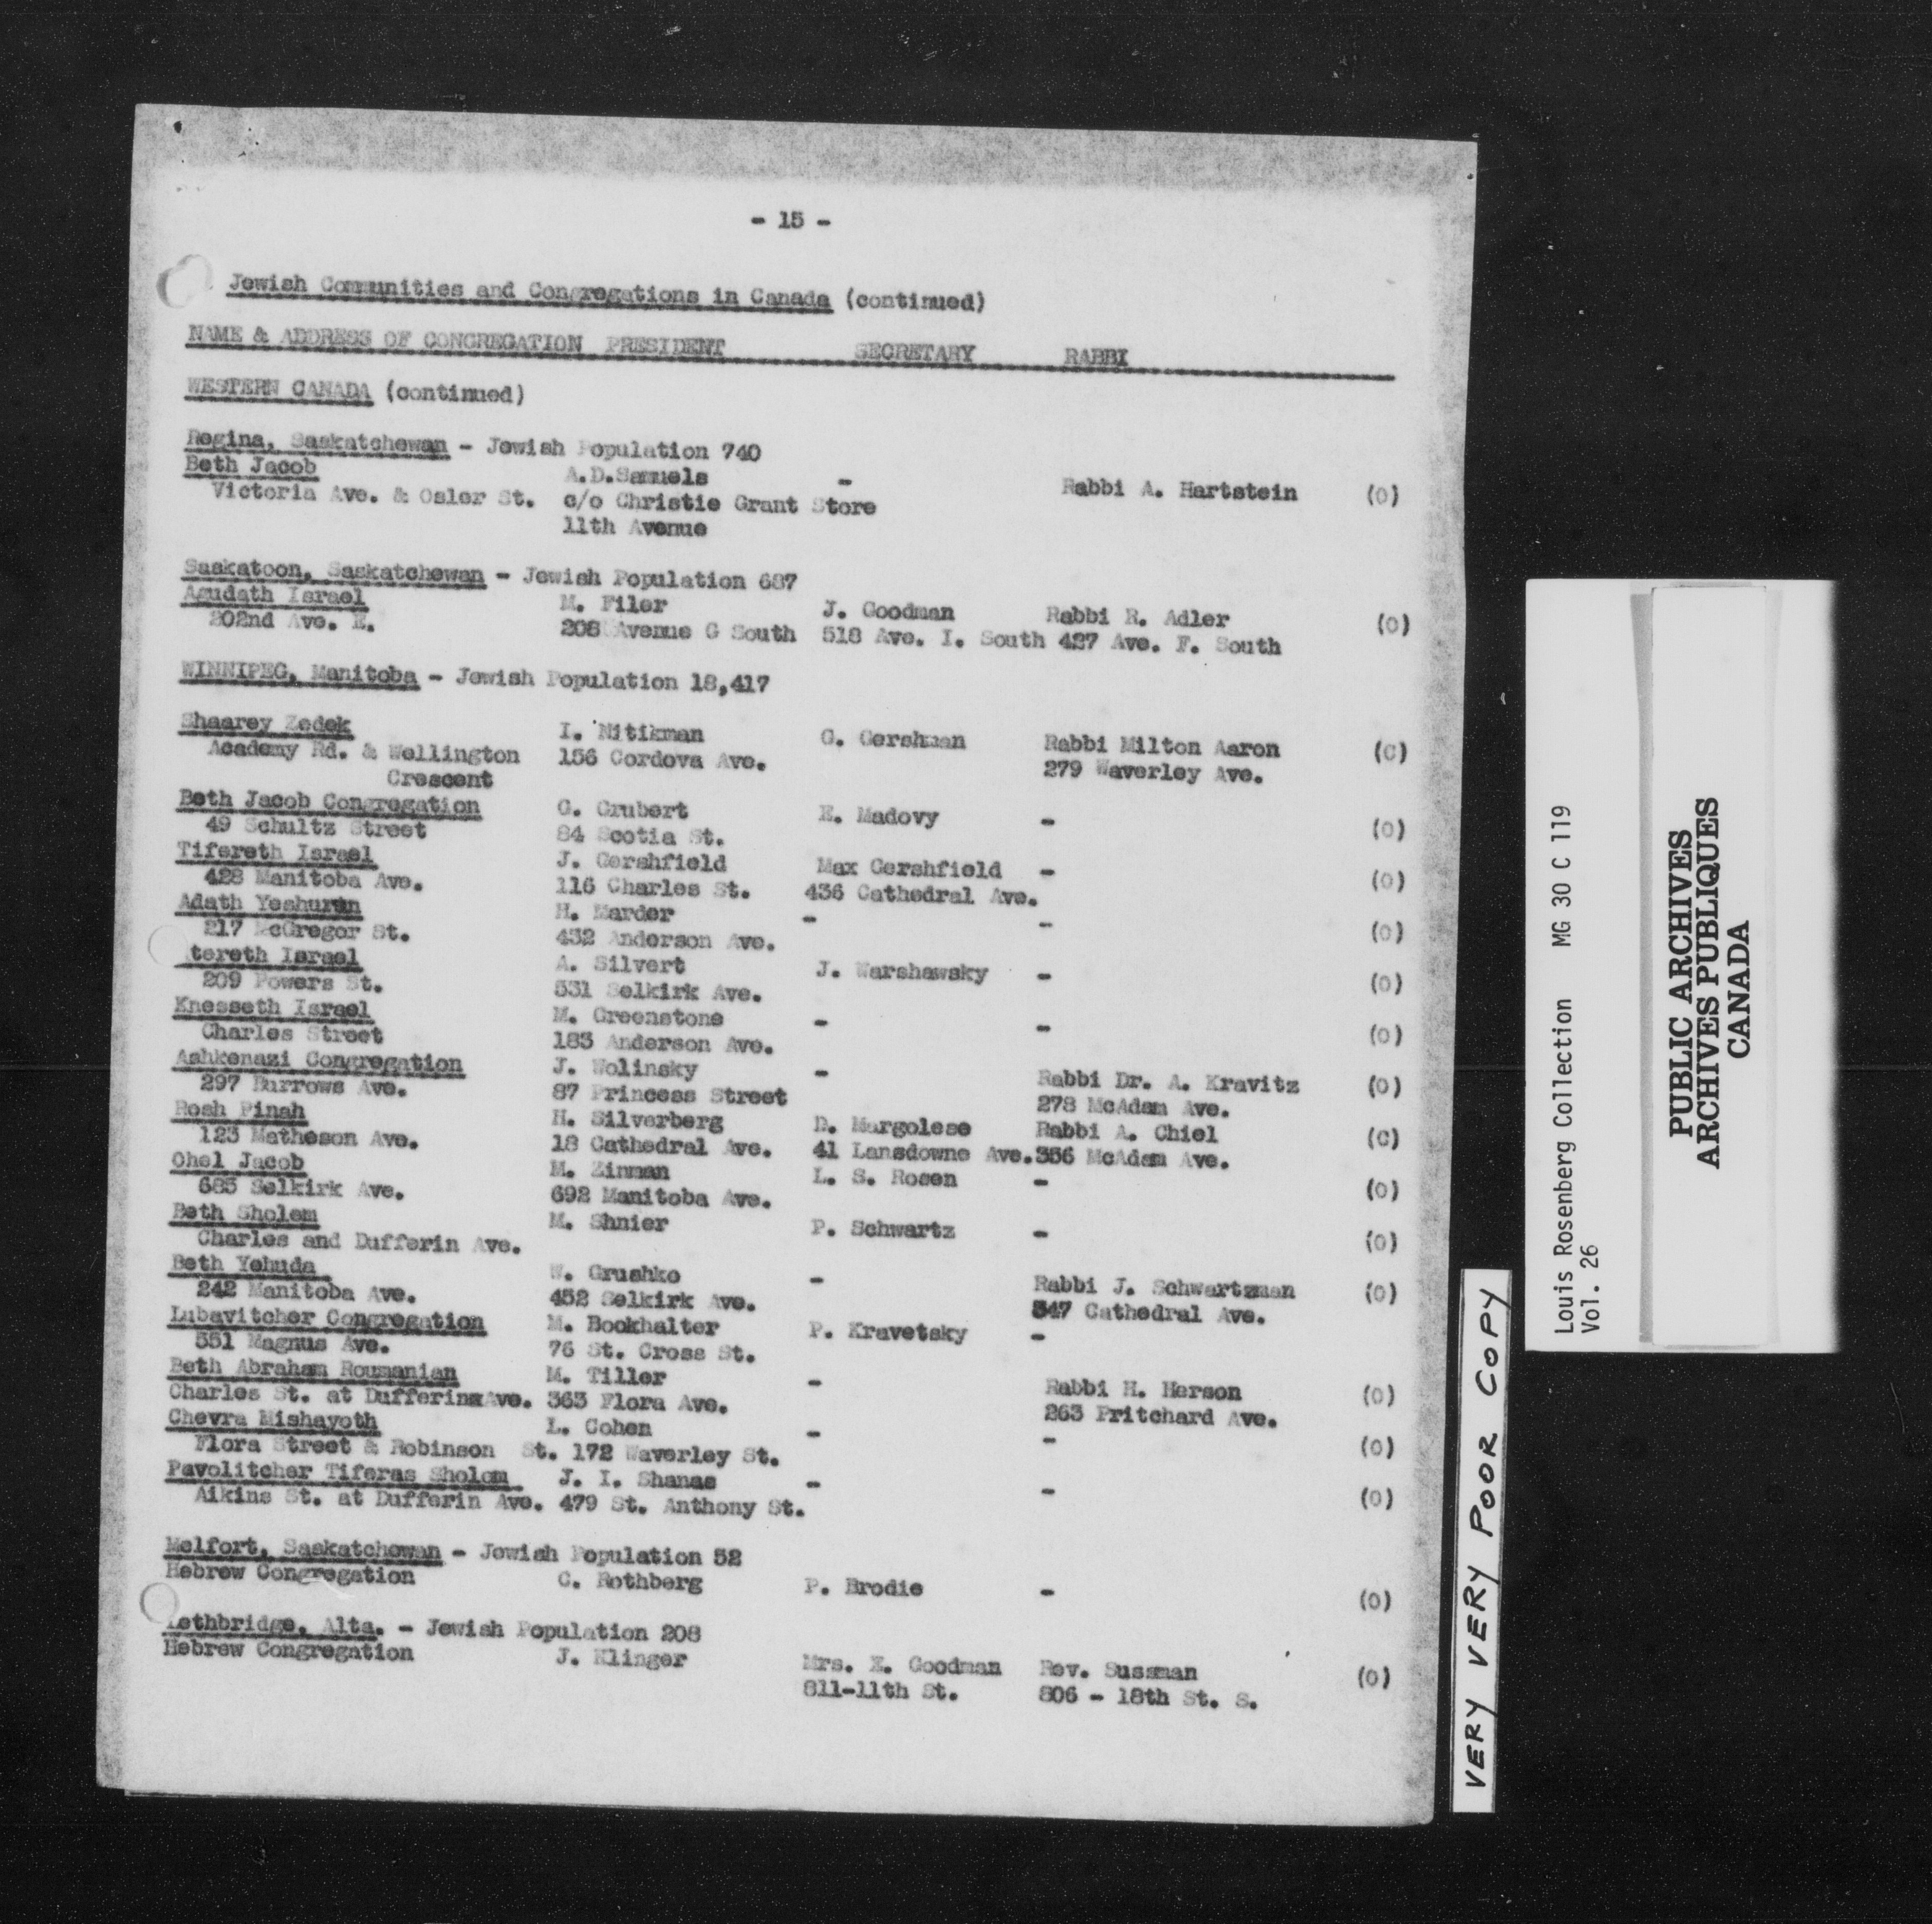 - 15 -
Jewish Communities and Congregations in Canada (continued)
NAME & ADDRESS OF CONGREGATION PRESIDENT SECRETARY RABBI
WESTERN CANADA (continued)
Regina, Saskatchewan - Jewish Population 740
Beth Jacob A.D.Samuels - Rabbi A. Hartstein (O)
Victoria Ave. & Osler St. c/o Christie Grant Store
11th Avenue
Saskatoon, Saskatchewan - Jewish Population 687
Agudath Israel M. Filer J. Goodman Rabbi R. Adler (O)
202nd Ave. E. 208 Avenue G South 518 Ave. I. South 427 Ave. F. South
WINNIPEG, Manitoba - Jewish Population 18,417
Shaarey Zedek I. Nitikman G. Gershman Rabbi Milton Aaron (C)
Academy Rd. & Wellington 156 Cordova Ave. 279 Waverley Ave.
Crescent
Beth Jacob Congregation G. Grubert E. Madovy - (O)
49 Schultz Street 84 Scotia St.
Tifereth Israel J. Gershfield Max Gershfield - (O)
428 Manitoba Ave. 116 Charles St. 436 Cathedral Ave.
Adath Yeshurun H. Marder - - (O)
217 McGregor St. 432 Anderson Ave.
tereth Israel A. Silvert J. Warshawsky - (O)
209 Powers St. 531 Selkirk Ave.
Knesseth Israel M. Greenstone - - (O)
Charles Street 183 Anderson Ave.
Ashkenazi Congregation J. Wolinsky - Rabbi Dr. A. Kravitz (O)
297 Burrows Ave. 87 Princess Street 278 McAdam Ave.
Rosh Pinah H. Silverberg D. Margolese Rabbi A. Chiel (C)
123 Matheson Ave. 18 Cathedral Ave. 41 Lansdowne Ave. 356 McAdam Ave.
Ohel Jacob M. Zinman L. S. Rosen - (O)
685 Selkirk Ave. 692 Manitoba Ave.
Beth Sholem M. Shnier P. Schwartz - (O)
Charles and Dufferin Ave.
Beth Yehuda W. Grushko - Rabbi J. Schwartzman (O)
242 Manitoba Ave. 452 Selkirk Ave. 547 Cathedral Ave.
Lubavitcher Congregation M. Bookhalter P. Kravetsky -
551 Magnus Ave. 76 St. Cross St.
Beth Abraham Roumanian M. Tiller - Rabbi H. Herson (O)
Charles St. at Dufferin Ave. 363 Flora Ave. 263 Pritchard Ave.
Chevra Mishayoth L. Cohen - - (O)
Flora Street & Robinson St. 172 Waverley St.
Pavolitcher Tiferas Sholom J. I. Shanas - - (O)
Aikins St. at Dufferin Ave. 479 St. Anthony St.
Melfort, Saskatchewan - Jewish Population 52
Hebrew Congregation C. Rothberg P. Brodie - (O)
Lethbridge, Alta. - Jewish Population 208
Hebrew Congregation J. Klinger Mrs. E. Goodman Rev. Sussman (O)
811-11th St. 806 - 18th St. S.
VERY VERY POOR COPY
Louis Rosenberg Collection MG 30 C 119
Vol. 26
PUBLIC ARCHIVES
ARCHIVES PUBLIQUES
CANADA